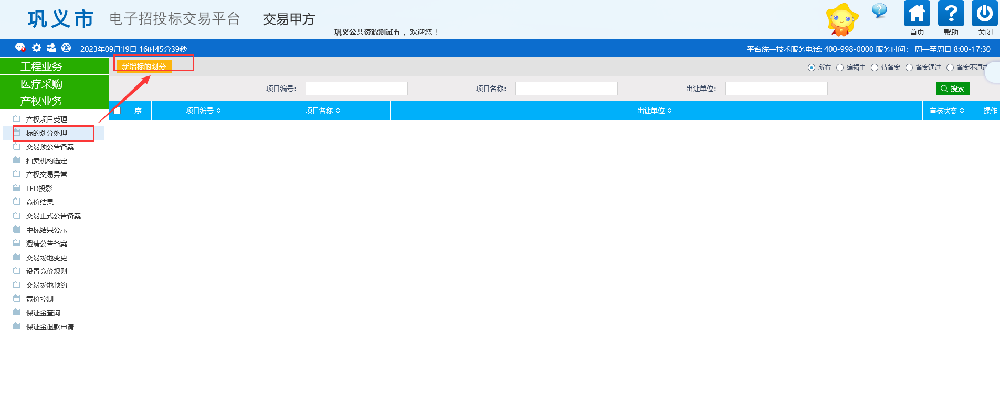 巩义市 电子招投标交易平台 交易甲方
巩义公共资源测试五 ，欢迎您！
首页 帮助 关闭
2023年09月19日 16时45分39秒
平台统一技术服务电话: 400-998-0000 服务时间： 周一至周日 8:00-17:30
工程业务
医疗采购
产权业务
产权项目受理
标的划分处理
交易预公告备案
拍卖机构选定
产权交易异常
LED投影
竟价结果
交易正式公告备案
中标结果公示
澄清公告备案
交易场地变更
设置竟价规则
交易场地预约
竟价控制
保证金查询
保证金退款申请
新增标的划分
所有 编辑中 待备案 备案通过 备案不通过
项目编号： 项目名称： 出让单位： 搜索
序 项目编号 项目名称 出让单位 审核状态 操作